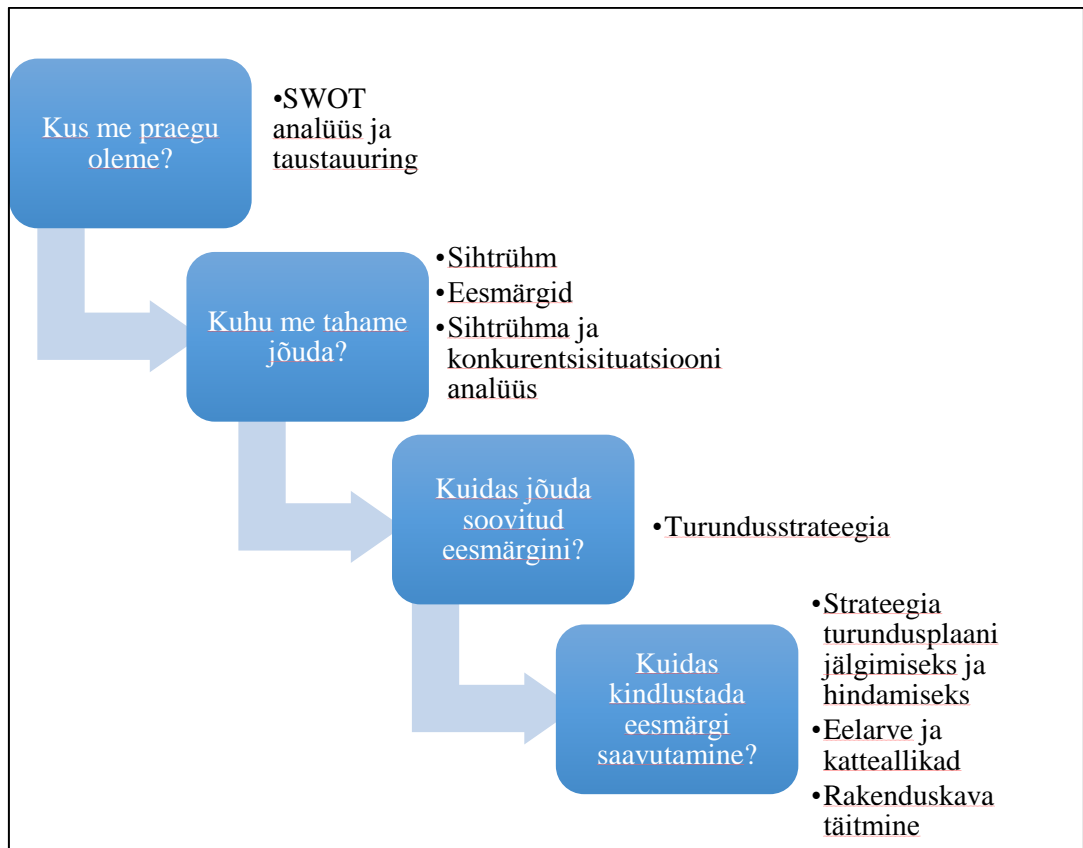 Kus me praegu
oleme?
•SWOT
analüüs ja
taustauuring
Kuhu me tahame
jõuda?
•Sihtrühm
•Eesmärgid
•Sihtrühma ja
konkurentsisituatsiooni
analüüs
Kuidas jõuda
soovitud
eesmärgini?
•Turundusstrateegia
Kuidas
kindlustada
eesmärgi
saavutamine?
•Strateegia
turundusplaani
jälgimiseks ja
hindamiseks
•Eelarve ja
katteallikad
•Rakenduskava
täitmine